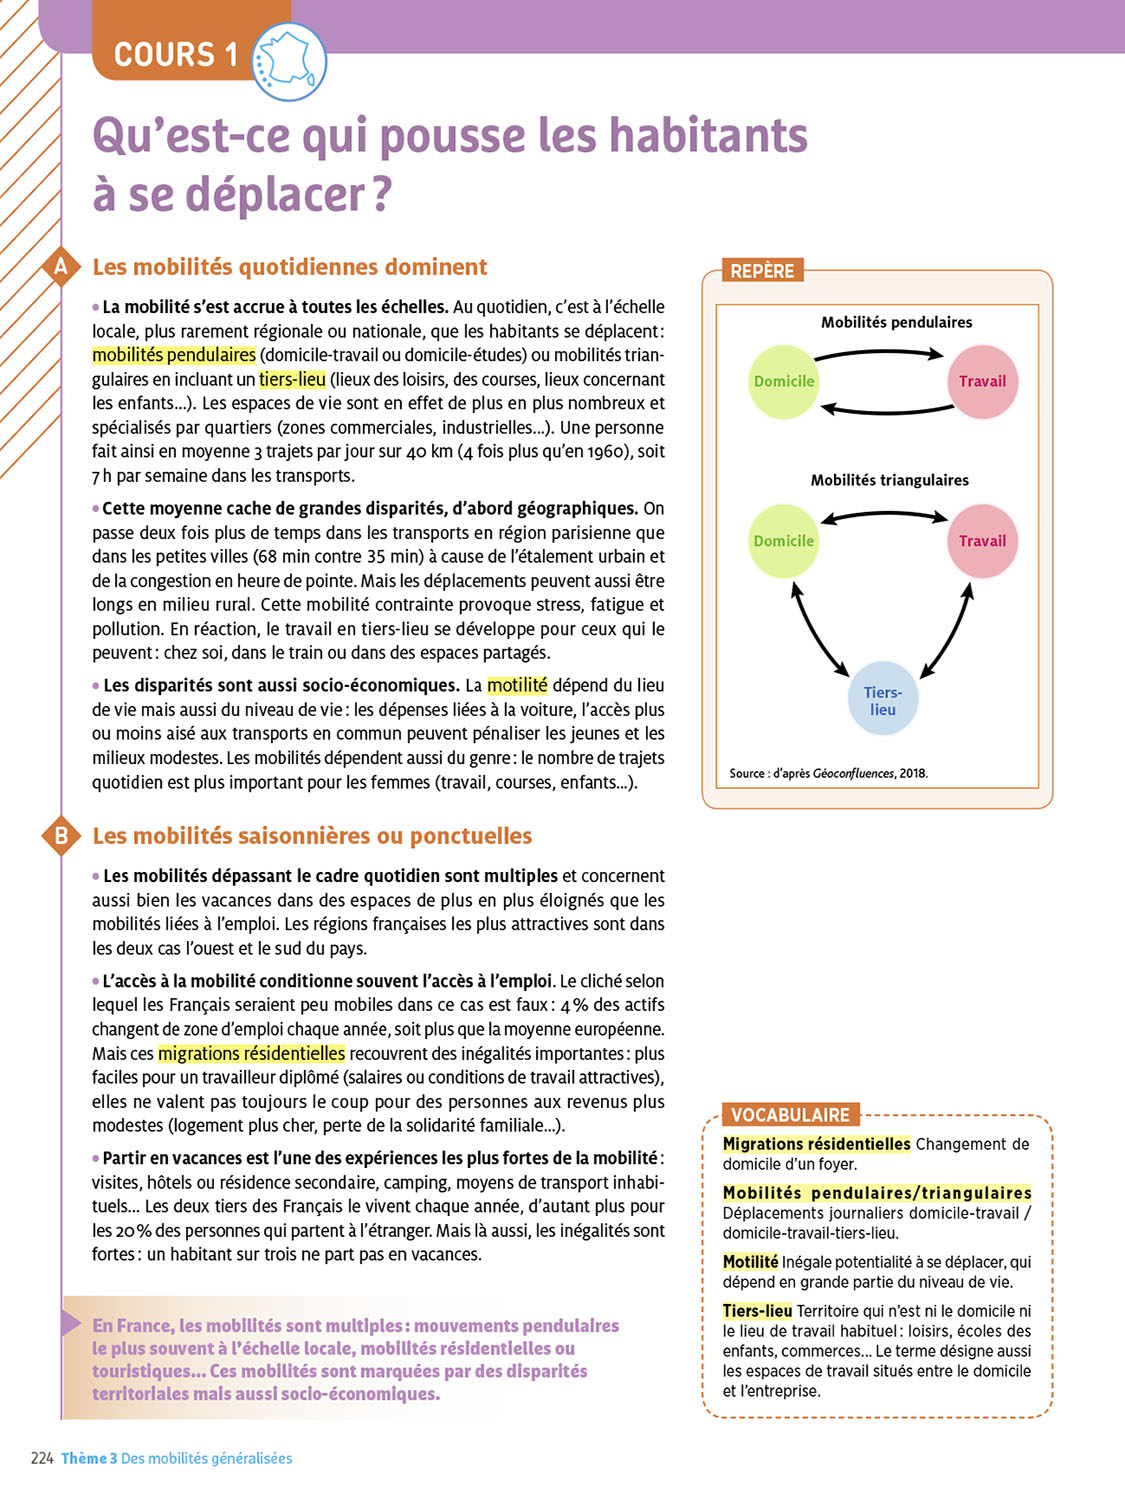 COURS 1
Qu’est-ce qui pousse les habitants
à se déplacer ?
A Les mobilités quotidiennes dominent
• La mobilité s’est accrue à toutes les échelles. Au quotidien, c’est à l’échelle
locale, plus rarement régionale ou nationale, que les habitants se déplacent :
mobilités pendulaires (domicile-travail ou domicile-études) ou mobilités trian-
gulaires en incluant un tiers-lieu (lieux des loisirs, des courses, lieux concernant
les enfants...). Les espaces de vie sont en effet de plus en plus nombreux et
spécialisés par quartiers (zones commerciales, industrielles...). Une personne
fait ainsi en moyenne 3 trajets par jour sur 40 km (4 fois plus qu’en 1960), soit
7 h par semaine dans les transports.
• Cette moyenne cache de grandes disparités, d’abord géographiques. On
passe deux fois plus de temps dans les transports en région parisienne que
dans les petites villes (68 min contre 35 min) à cause de l’étalement urbain et
de la congestion en heure de pointe. Mais les déplacements peuvent aussi être
longs en milieu rural. Cette mobilité contrainte provoque stress, fatigue et
pollution. En réaction, le travail en tiers-lieu se développe pour ceux qui le
peuvent : chez soi, dans le train ou dans des espaces partagés.
• Les disparités sont aussi socio-économiques. La motilité dépend du lieu
de vie mais aussi du niveau de vie : les dépenses liées à la voiture, l’accès plus
ou moins aisé aux transports en commun peuvent pénaliser les jeunes et les
milieux modestes. Les mobilités dépendent aussi du genre : le nombre de trajets
quotidien est plus important pour les femmes (travail, courses, enfants...).
B Les mobilités saisonnières ou ponctuelles
• Les mobilités dépassant le cadre quotidien sont multiples et concernent
aussi bien les vacances dans des espaces de plus en plus éloignés que les
mobilités liées à l’emploi. Les régions françaises les plus attractives sont dans
les deux cas l’ouest et le sud du pays.
• L’accès à la mobilité conditionne souvent l’accès à l’emploi. Le cliché selon
lequel les Français seraient peu mobiles dans ce cas est faux : 4 % des actifs
changent de zone d’emploi chaque année, soit plus que la moyenne européenne.
Mais ces migrations résidentielles recouvrent des inégalités importantes : plus
faciles pour un travailleur diplômé (salaires ou conditions de travail attractives),
elles ne valent pas toujours le coup pour des personnes aux revenus plus
modestes (logement plus cher, perte de la solidarité familiale...).
• Partir en vacances est l’une des expériences les plus fortes de la mobilité :
visites, hôtels ou résidence secondaire, camping, moyens de transport inhabi-
tuels... Les deux tiers des Français le vivent chaque année, d’autant plus pour
les 20 % des personnes qui partent à l’étranger. Mais là aussi, les inégalités sont
fortes : un habitant sur trois ne part pas en vacances.
En France, les mobilités sont multiples : mouvements pendulaires
le plus souvent à l’échelle locale, mobilités résidentielles ou
touristiques... Ces mobilités sont marquées par des disparités
territoriales mais aussi socio-économiques.
REPÈRE
Mobilités pendulaires
Domicile
Travail
Mobilités triangulaires
Domicile
Travail
Tiers-
lieu
Source : d’après Géoconfluences, 2018.
VOCABULAIRE
Migrations résidentielles Changement de
domicile d’un foyer.
Mobilités pendulaires/triangulaires
Déplacements journaliers domicile-travail /
domicile-travail-tiers-lieu.
Motilité Inégale potentialité à se déplacer, qui
dépend en grande partie du niveau de vie.
Tiers-lieu Territoire qui n’est ni le domicile ni
le lieu de travail habituel : loisirs, écoles des
enfants, commerces... Le terme désigne aussi
les espaces de travail situés entre le domicile
et l’entreprise.
224 Thème 3 Des mobilités généralisées